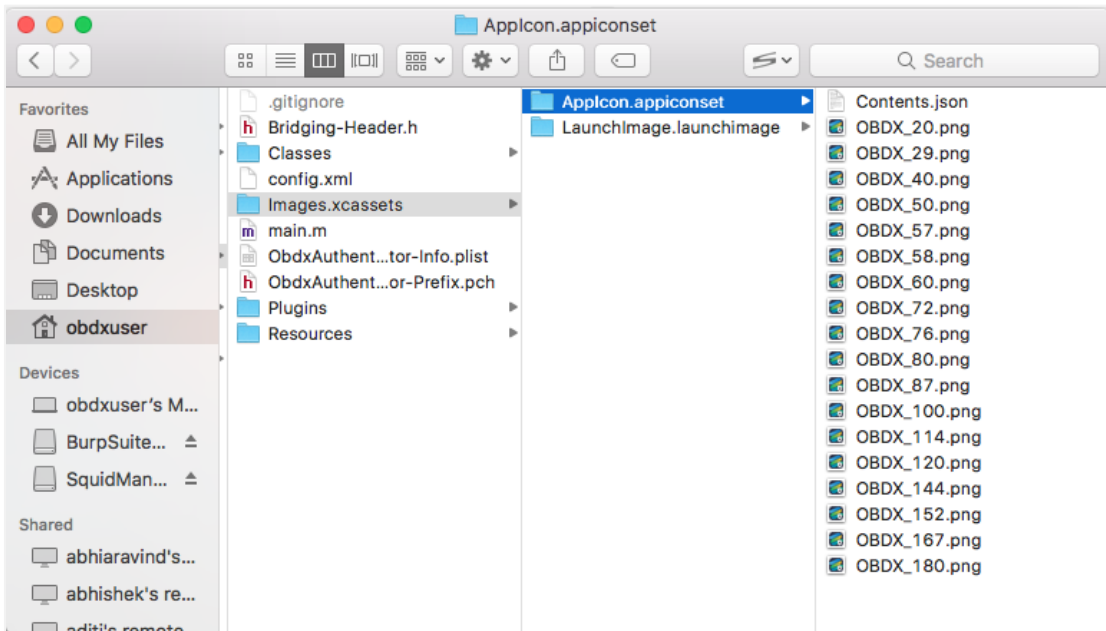 AppIcon.appiconset
Search
Favorites
All My Files
Applications
Downloads
Documents
Desktop
obdxuser
Devices
obdxuser's M...
BurpSuite...
SquidMan...
Shared
abhiaravind's...
abhishek's re...
aditi's remote
.gitignore
Bridging-Header.h
Classes
config.xml
Images.xcassets
main.m
ObdxAuthent...tor-Info.plist
ObdxAuthent...or-Prefix.pch
Plugins
Resources
AppIcon.appiconset
LaunchImage.launchimage
Contents.json
OBDX_20.png
OBDX_29.png
OBDX_40.png
OBDX_50.png
OBDX_57.png
OBDX_58.png
OBDX_60.png
OBDX_72.png
OBDX_76.png
OBDX_80.png
OBDX_87.png
OBDX_100.png
OBDX_114.png
OBDX_120.png
OBDX_144.png
OBDX_152.png
OBDX_167.png
OBDX_180.png